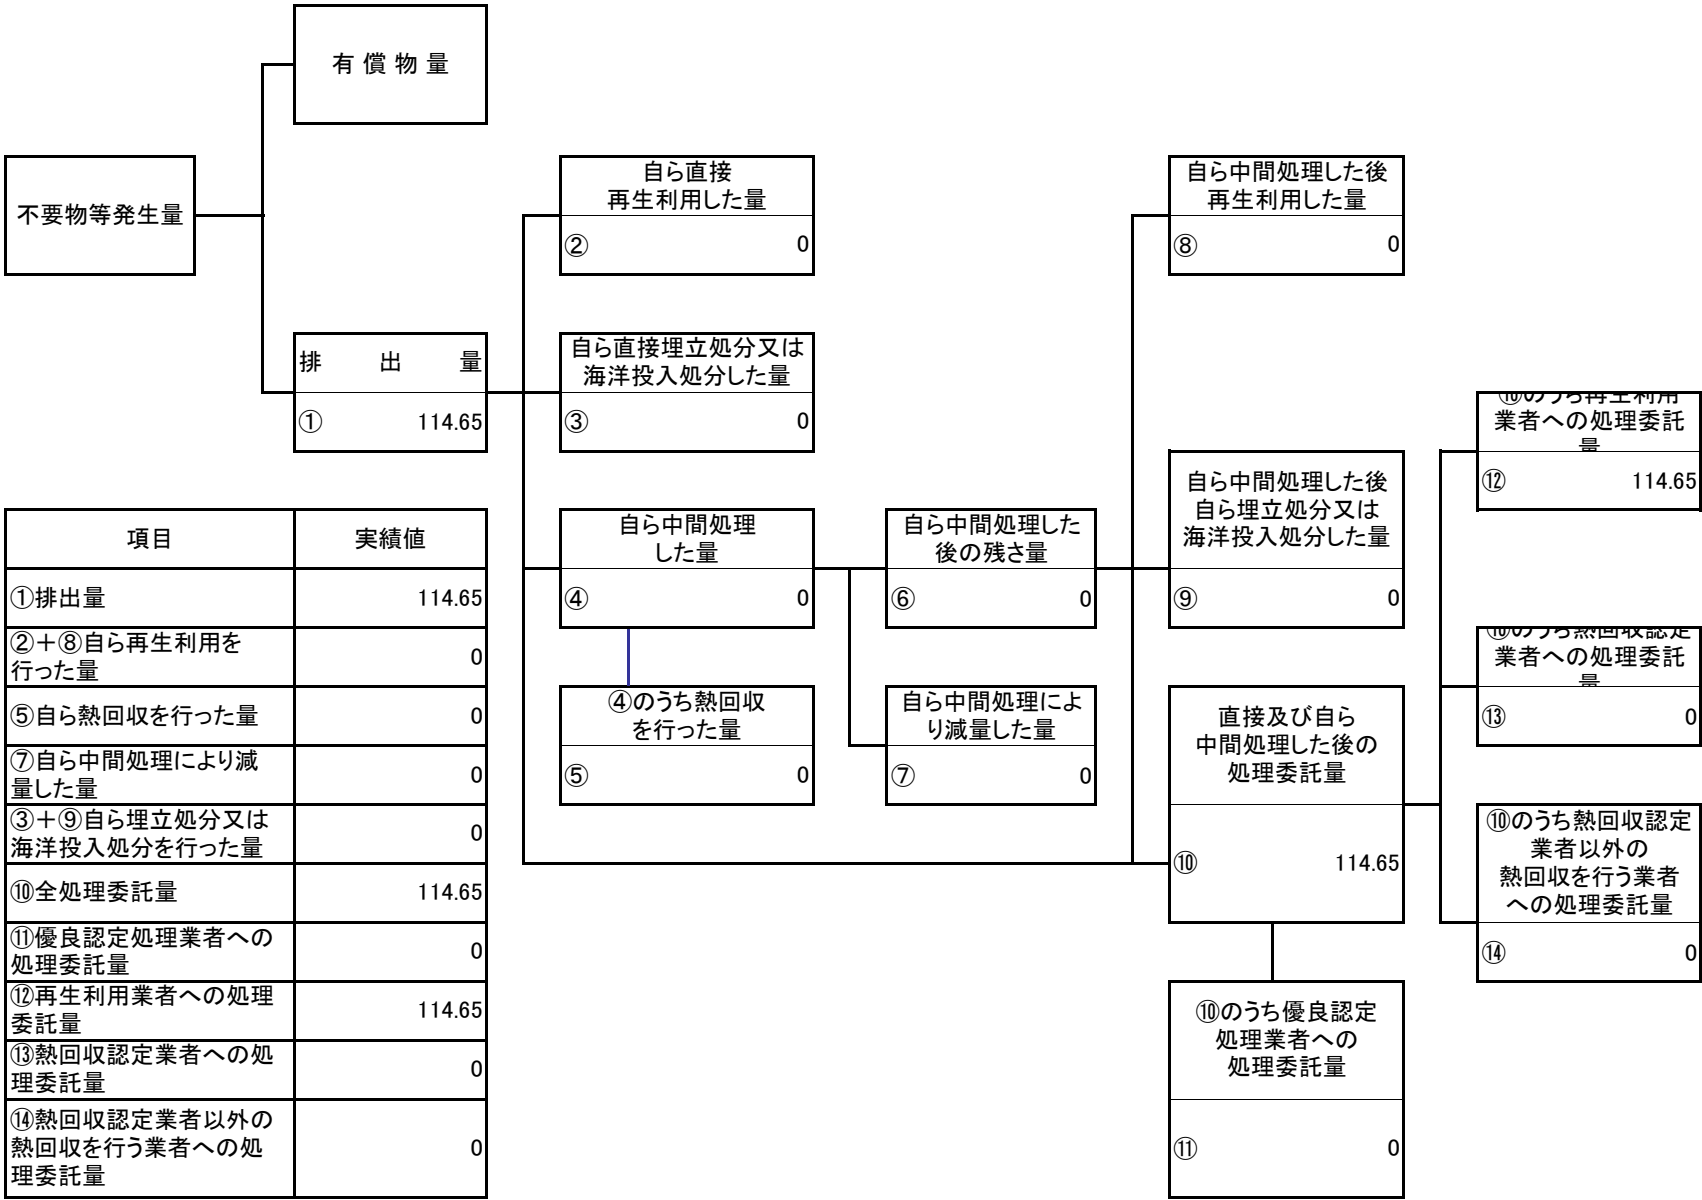 有 償 物 量
不要物等発生量
自ら直接
再生利用した量
② 0
自ら中間処理した後
再生利用した量
⑧ 0
排 出 量
① 114.65
自ら直接埋立処分又は
海洋投入処分した量
③ 0
⑩のうち再生利用
業者への処理委託
量
⑫ 114.65
自ら中間処理した後
自ら埋立処分又は
海洋投入処分した量
⑨ 0
自ら中間処理
した量
④ 0
自ら中間処理した
後の残さ量
⑥ 0
⑩のうち熱回収認定
業者への処理委託
量
⑬ 0
④のうち熱回収
を行った量
⑤ 0
自ら中間処理によ
り減量した量
⑦ 0
直接及び自ら
中間処理した後の
処理委託量
⑩ 114.65
⑩のうち熱回収認定
業者以外の
熱回収を行う業者
への処理委託量
⑭ 0
⑩のうち優良認定
処理業者への
処理委託量
⑪ 0
項目 実績値
①排出量 114.65
②＋⑧自ら再生利用を
行った量 0
⑤自ら熱回収を行った量 0
⑦自ら中間処理により減
量した量 0
③＋⑨自ら埋立処分又は
海洋投入処分を行った量 0
⑩全処理委託量 114.65
⑪優良認定処理業者への
処理委託量 0
⑫再生利用業者への処理
委託量 114.65
⑬熱回収認定業者への処
理委託量 0
⑭熱回収認定業者以外の
熱回収を行う業者への処
理委託量 0